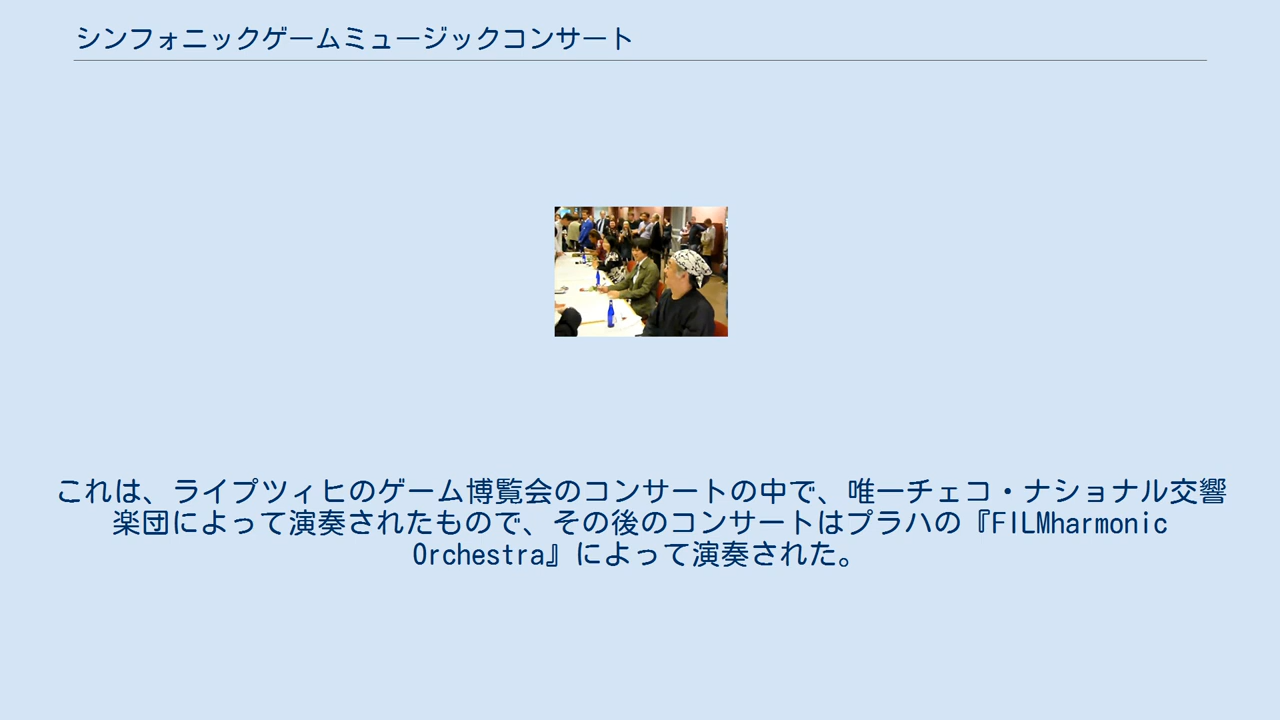 シンフォニックゲームミュージックコンサート
これは、ライプツィヒのゲーム博覧会のコンサートの中で、唯一チェコ・ナショナル交響
楽団によって演奏されたもので、その後のコンサートはプラハの『FILMharmonic
Orchestra』によって演奏された。